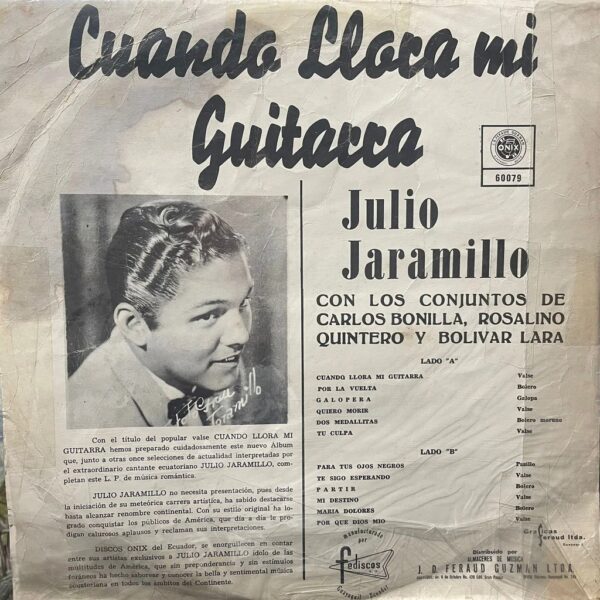 Cuando Llora mi
Guitarra
ONIX
60079
Julio
Jaramillo
CON LOS CONJUNTOS DE
CARLOS BONILLA, ROSALINO
QUINTERO Y BOLIVAR LARA
LADO "A"
CUANDO LLORA MI GUITARRA Valse
POR LA VUELTA Bolero
GALOPERA Galopa
QUIERO MORIR Valse
DOS MEDALLITAS Bolero moruno
TU CULPA Valse
LADO "B"
PARA TUS OJOS NEGROS Pasillo
TE SIGO ESPERANDO Valse
PARTIR Bolero
MI DESTINO Valse
MARIA DOLORES Bolero
POR QUE DIOS MIO Valse
Jaramillo
Con el título del popular valse CUANDO LLORA MI
GUITARRA hemos preparado cuidadosamente este nuevo Album
que, junto a otras once selecciones de actualidad interpretadas por
el extraordinario cantante ecuatoriano JULIO JARAMILLO, com-
pletan este L. P. de música romántica.
JULIO JARAMILLO no necesita presentación, pues desde
la iniciación de su meteórica carrera artística, ha sabido destacarse
hasta alcanzar renombre continental. Con su estilo original ha lo-
grado conquistar los públicos de América, que día a día le pro-
digan calurosos aplausos y reclaman sus interpretaciones.
DISCOS ONIX del Ecuador, se enorgullecen en contar
entre sus artistas exclusivos a JULIO JARAMILLO ídolo de las
multitudes de América, que sin preponderancia y sin estímulos
foráneos ha hecho saborear y conocer la bella y sentimental música
ecuatoriana en todos los ámbitos del Continente.
manufacturado
por
fediscos
Guayaquil - Ecuador
Gráficas
feraud ltda.
Distribuido por
ALMACENES DE MUSICA
J. D. FERAUD GUZMAN LTDA.